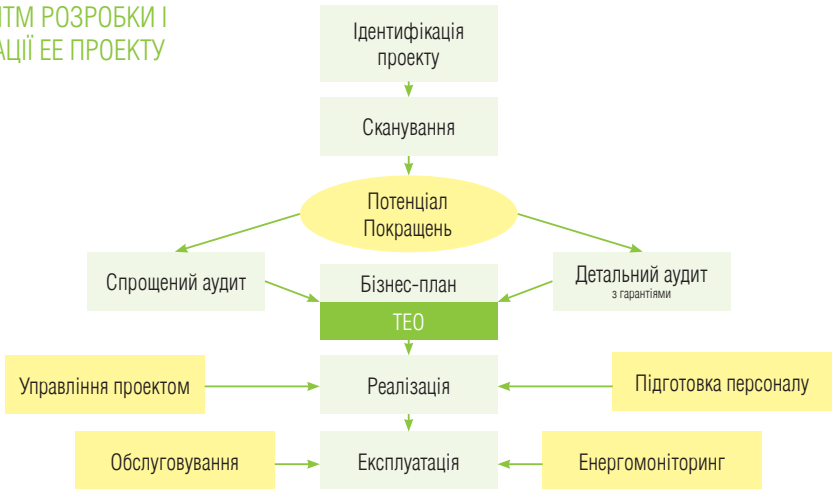 ІТМ РОЗРОБКИ І
АЦІЇ ЕЕ ПРОЕКТУ
Ідентифікація
проекту
Сканування
Потенціал
Покращень
Спрощений аудит
Бізнес-план
ТЕО
Детальний аудит
з гарантіями
Управління проектом
Реалізація
Підготовка персоналу
Обслуговування
Експлуатація
Енергомоніторинг